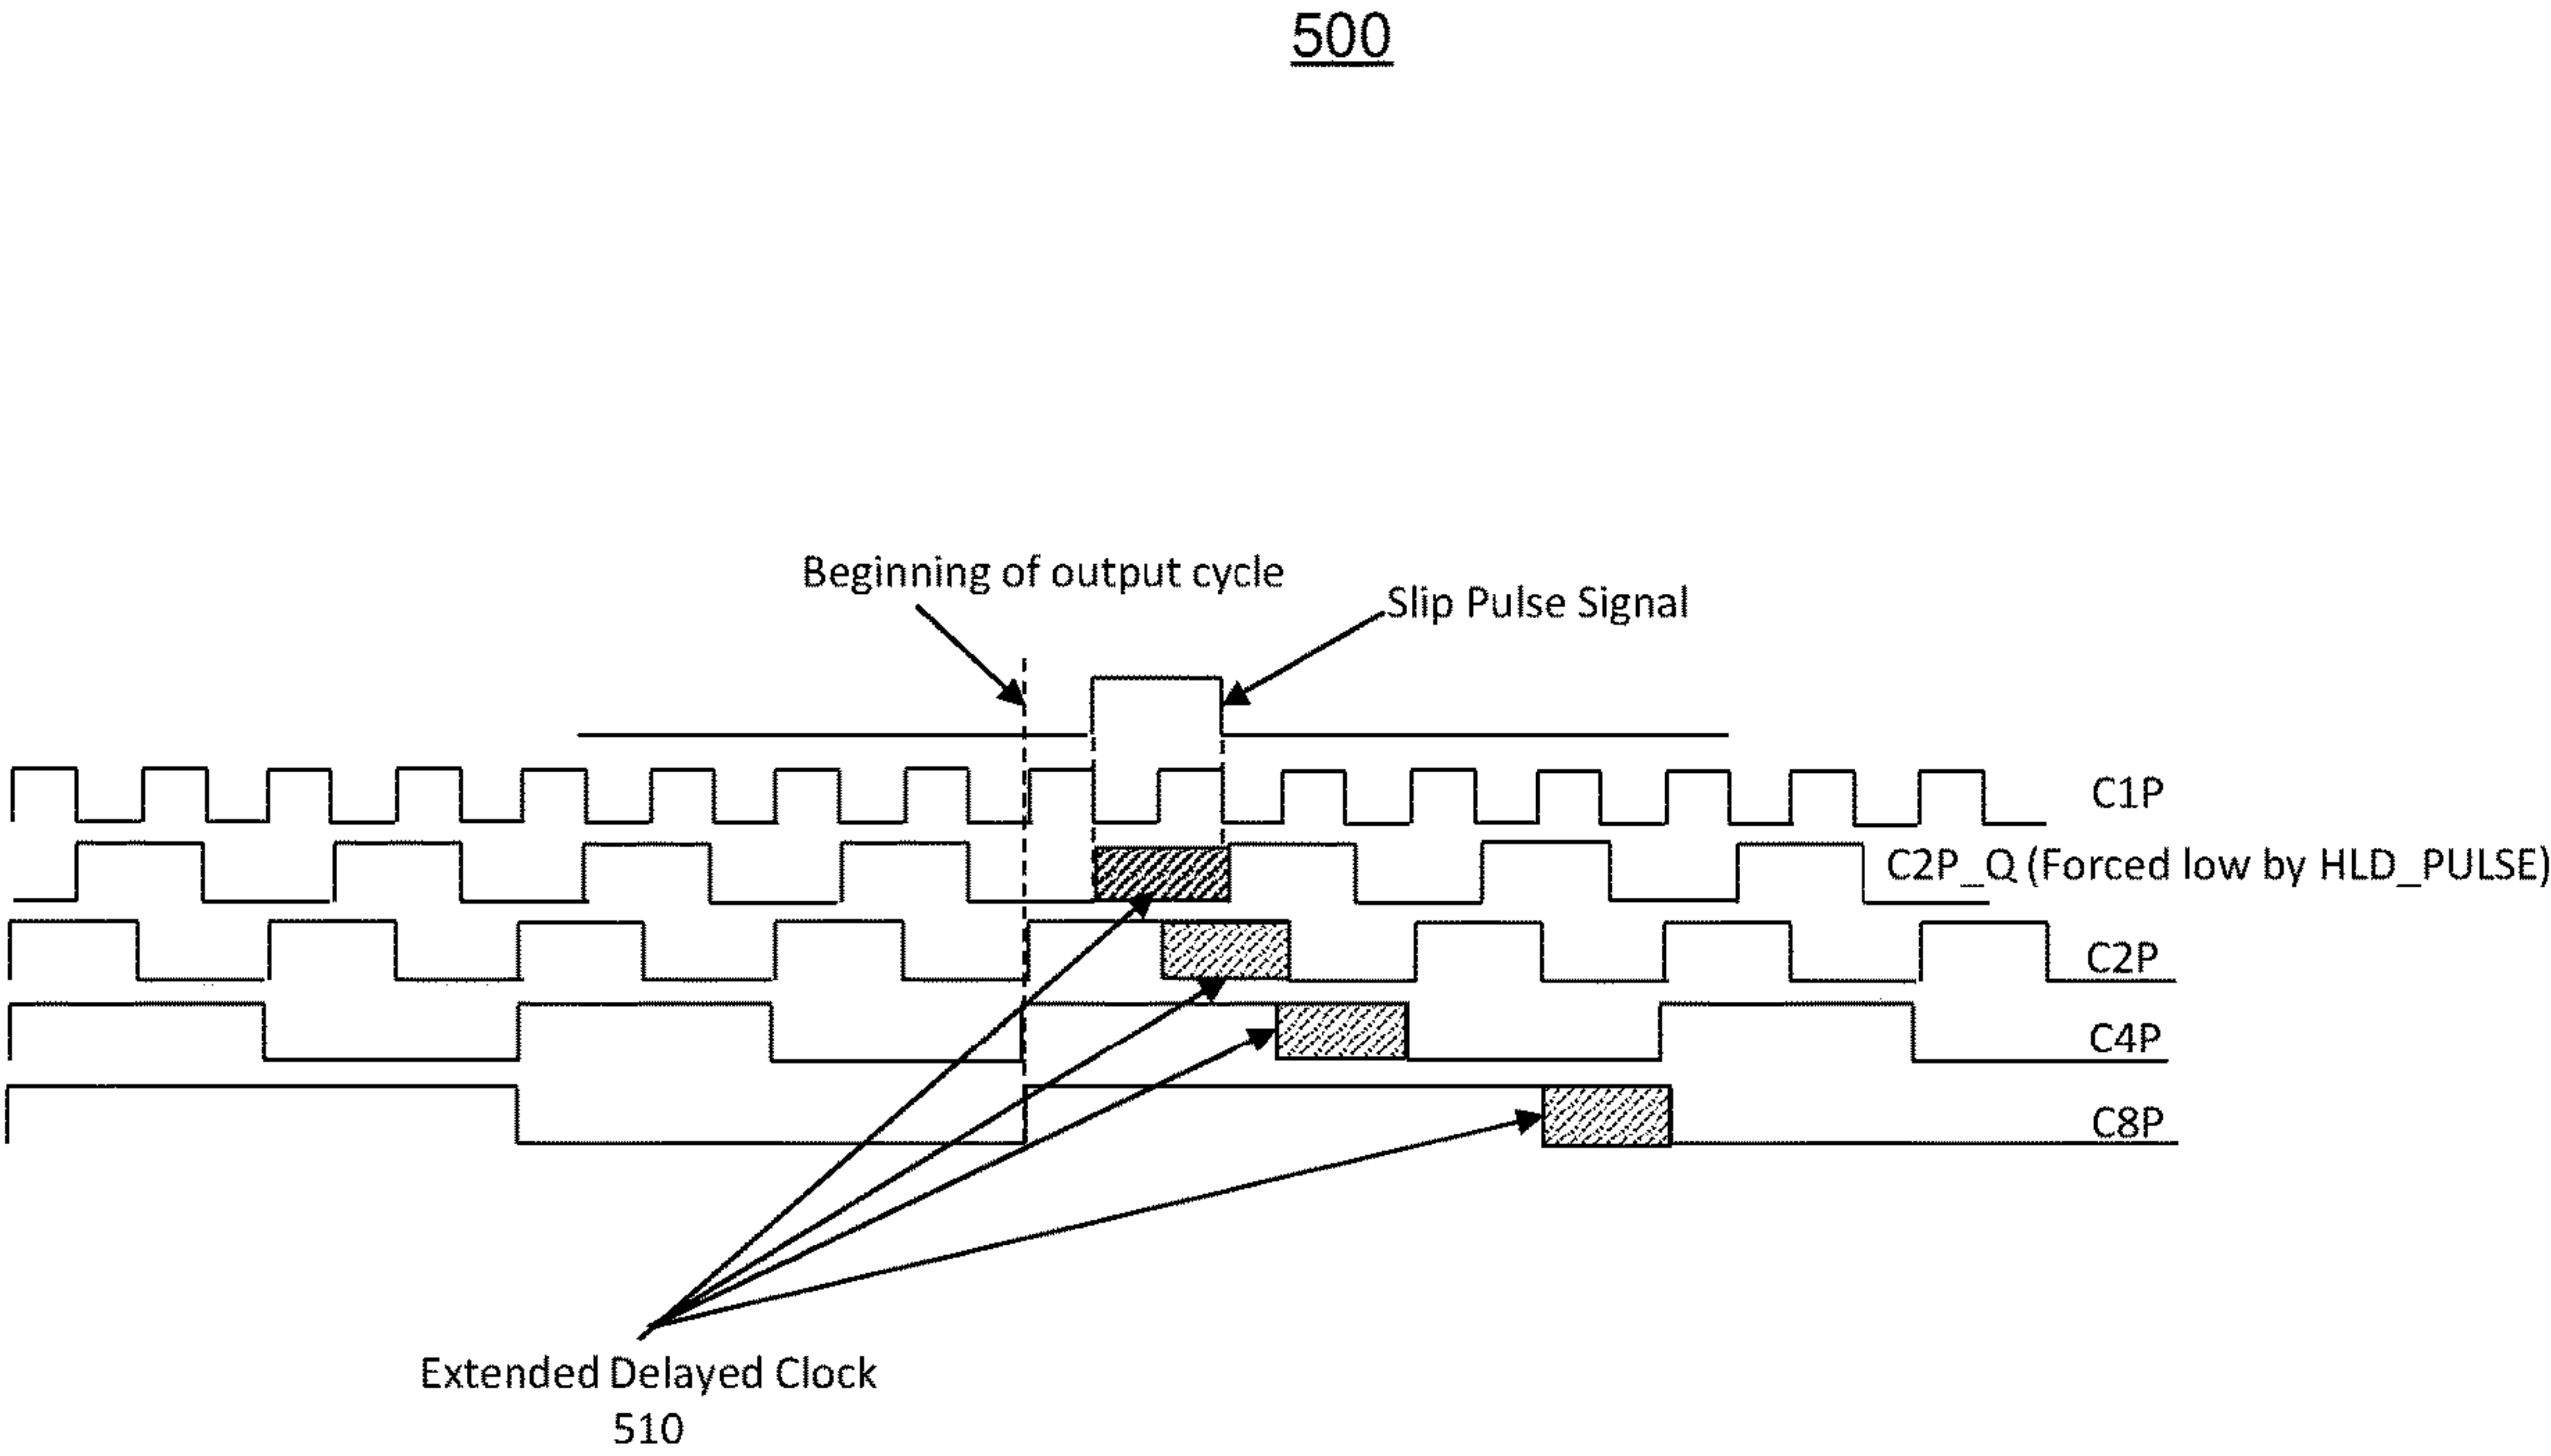 500
Beginning of output cycle
Slip Pulse Signal
C1P
C2P_Q (Forced low by HLD_PULSE)
C2P
C4P
C8P
Extended Delayed Clock
510